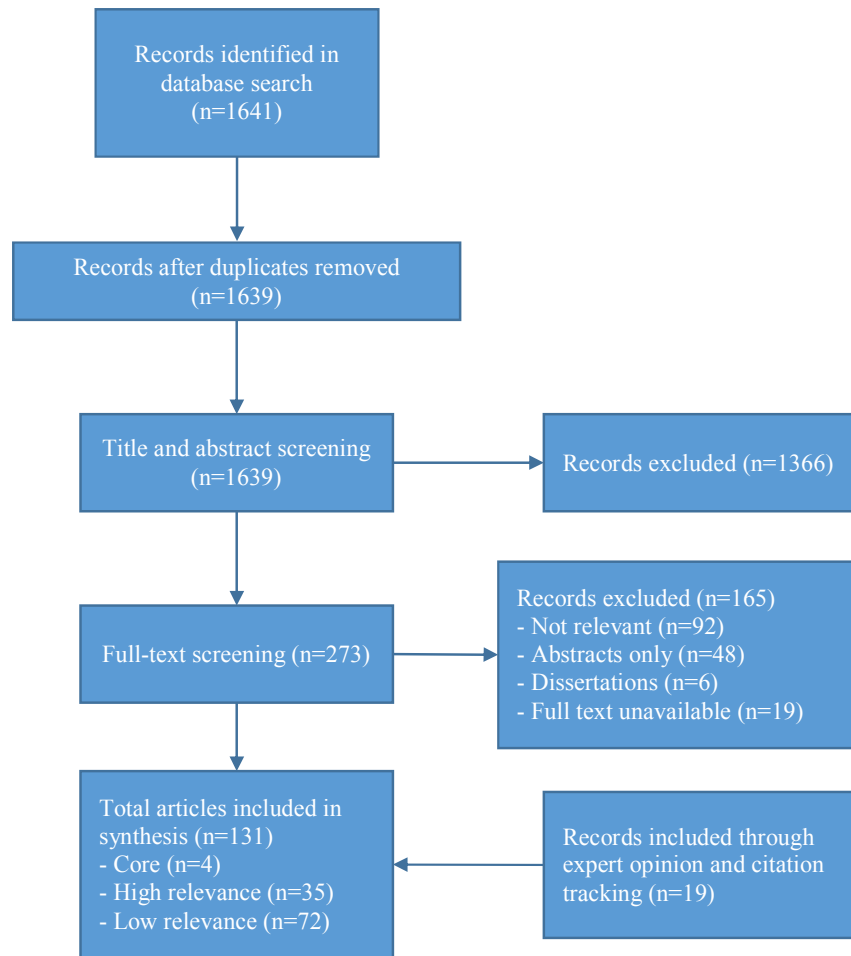 Records identified in
database search
(n=1641)
Records after duplicates removed
(n=1639)
Title and abstract screening
(n=1639)
Records excluded (n=1366)
Full-text screening (n=273)
Records excluded (n=165)
- Not relevant (n=92)
- Abstracts only (n=48)
- Dissertations (n=6)
- Full text unavailable (n=19)
Total articles included in
synthesis (n=131)
- Core (n=4)
- High relevance (n=35)
- Low relevance (n=72)
Records included through
expert opinion and citation
tracking (n=19)